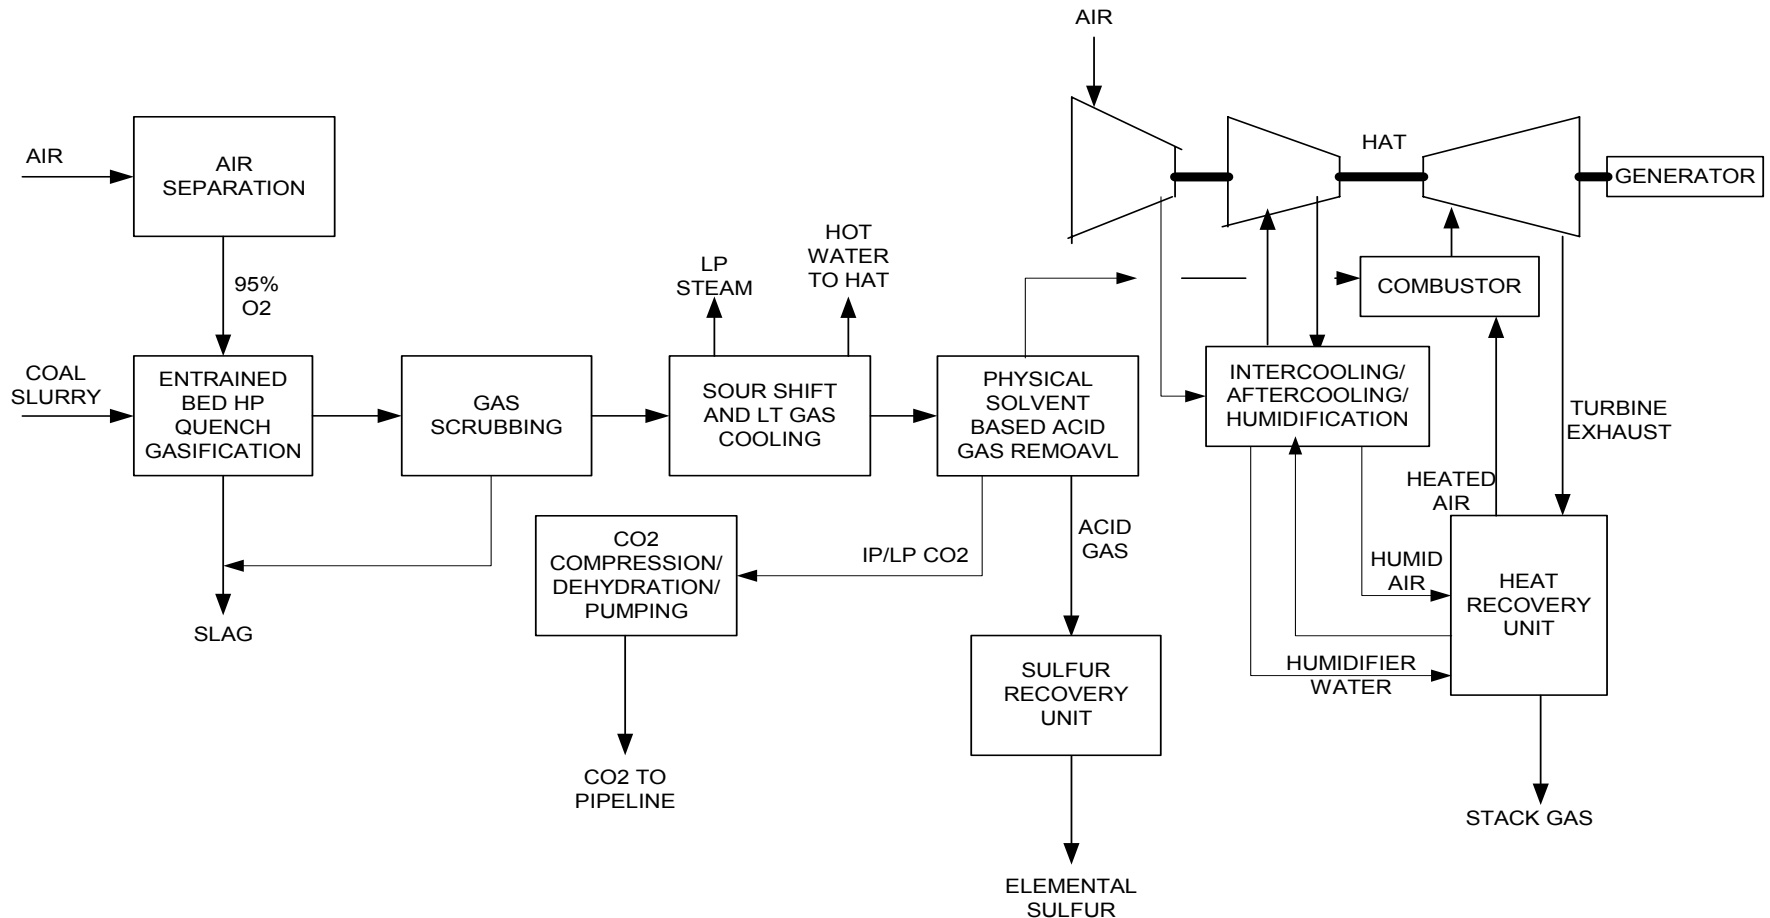 AIR
AIR
AIR
SEPARATION
HAT
GENERATOR
95%
O2
LP
STEAM
HOT
WATER
TO HAT
COMBUSTOR
COAL
SLURRY
ENTRAINED
BED HP
QUENCH
GASIFICATION
GAS
SCRUBBING
SOUR SHIFT
AND LT GAS
COOLING
PHYSICAL
SOLVENT
BASED ACID
GAS REMOAVL
INTERCOOLING/
AFTERCOOLING/
HUMIDIFICATION
TURBINE
EXHAUST
HEATED
AIR
CO2
COMPRESSION/
DEHYDRATION/
PUMPING
IP/LP CO2
ACID
GAS
HUMID
AIR
HEAT
RECOVERY
UNIT
SLAG
HUMIDIFIER
WATER
SULFUR
RECOVERY
UNIT
CO2 TO
PIPELINE
STACK GAS
ELEMENTAL
SULFUR